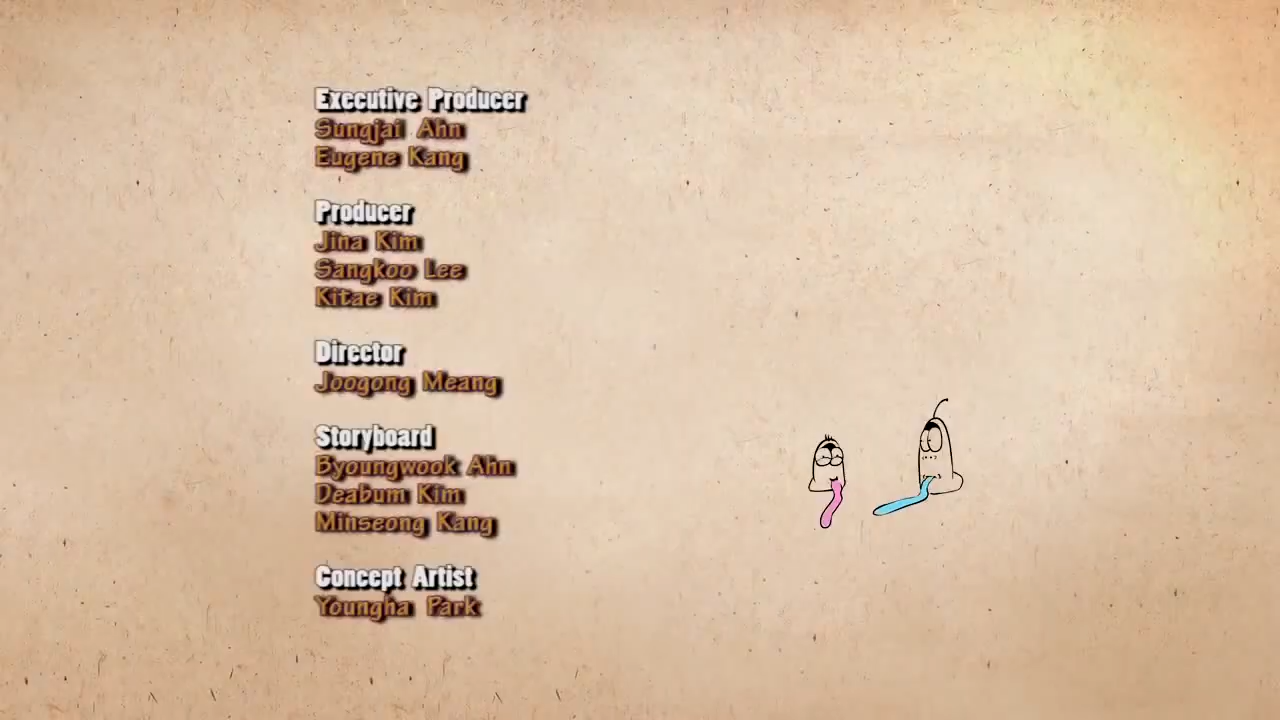 Executive Producer
Sungjai Ahn
Eugene Kang
Producer
Jina Kim
Sangkoo Lee
Kitae Kim
Director
Joogong Meang
Storyboard
Byoungwook Ahn
Deabum Kim
Minseong Kang
Concept Artist
Youngha Park